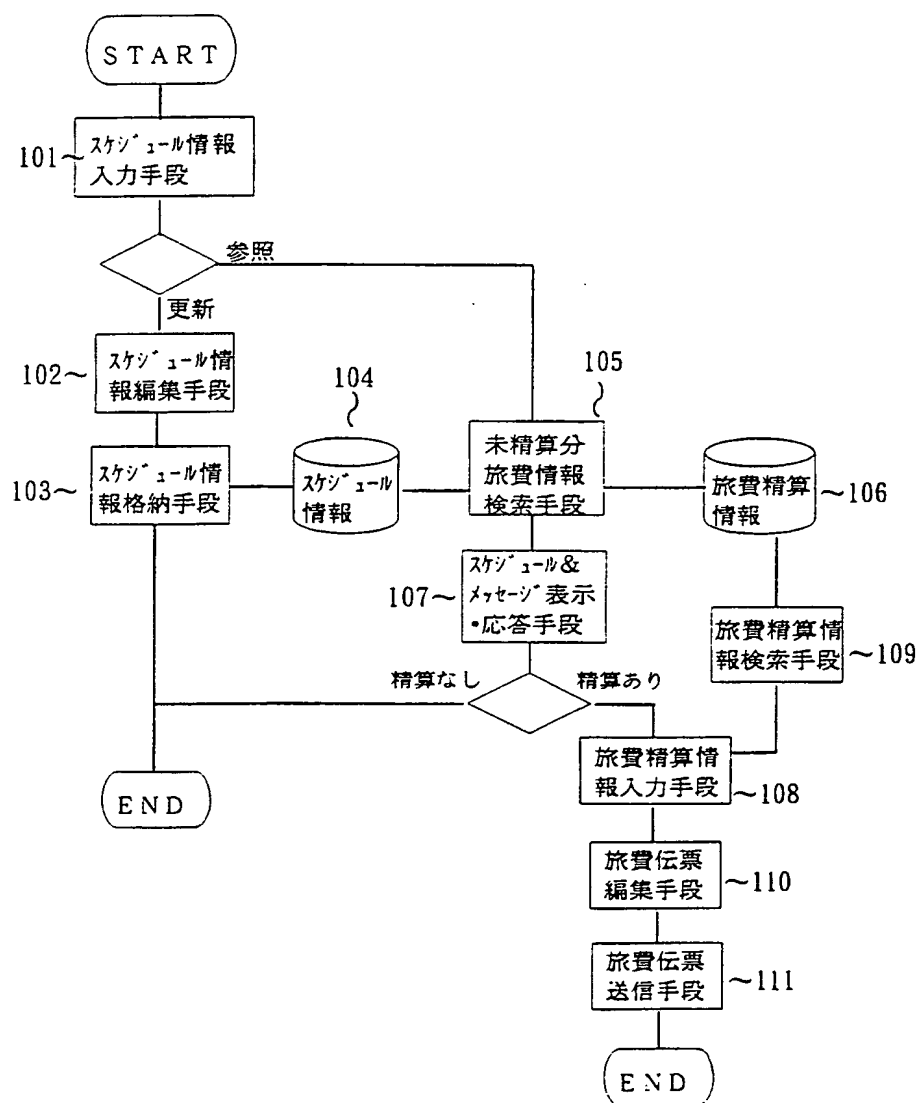 START
101
スケジュール情報
入力手段
参照
更新
102
スケジュール情
報編集手段
103
スケジュール情
報格納手段
104
スケジュール
情報
105
未精算分
旅費情報
検索手段
旅費精算
情報
106
107
スケジュール&
メッセージ表示
・応答手段
旅費精算情
報検索手段
109
精算なし
精算あり
END
旅費精算情
報入力手段
108
旅費伝票
編集手段
110
旅費伝票
送信手段
111
END